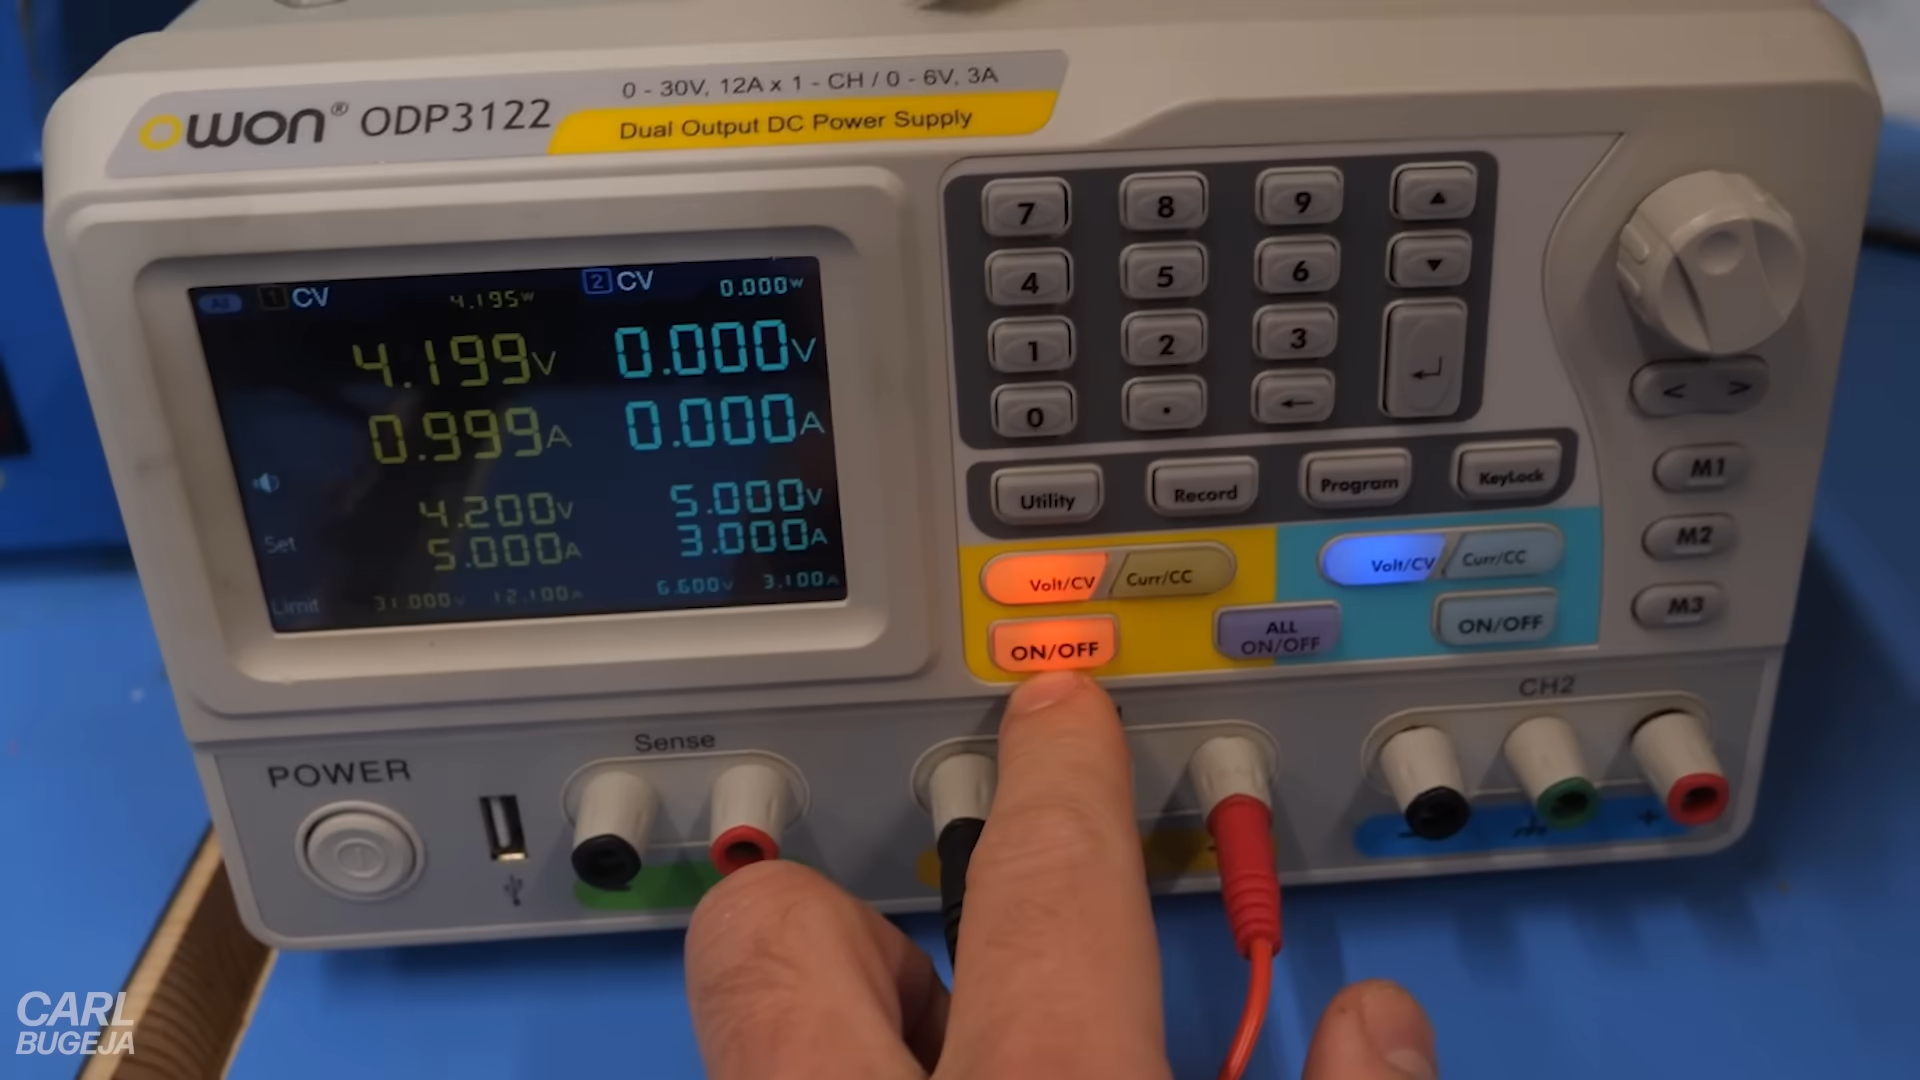 OWON® ODP3122
0 - 30V, 12A x 1 - CH / 0 - 6V, 3A
Dual Output DC Power Supply
1 CV 4.195W 2 CV 0.000W
4.199V 0.000V
0.999A 0.000A
4.200V 5.000V
Set 5.000A 3.000A
Limit 31.000V 12.100A 6.600V 3.100A
7 8 9
4 5 6
1 2 3
0 .
Utility Record Program KeyLock
Volt/CV Curr/CC Volt/CV Curr/CC
ON/OFF ALL ON/OFF ON/OFF
< >
M1
M2
M3
POWER
Sense
CH2
- +
CARL
BUGEJA